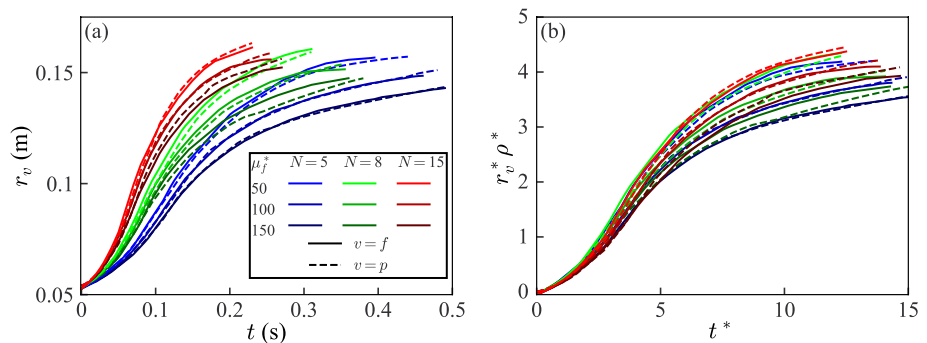 (a)
0.15
0.1
0.05
r_v (m)
0 0.1 0.2 0.3 0.4 0.5
t (s)
μ_f^* N = 5 N = 8 N = 15
50
100
150
v = f
v = p
(b)
5
4
3
2
1
0
r_v^* ρ^*
0 5 10 15
t^*